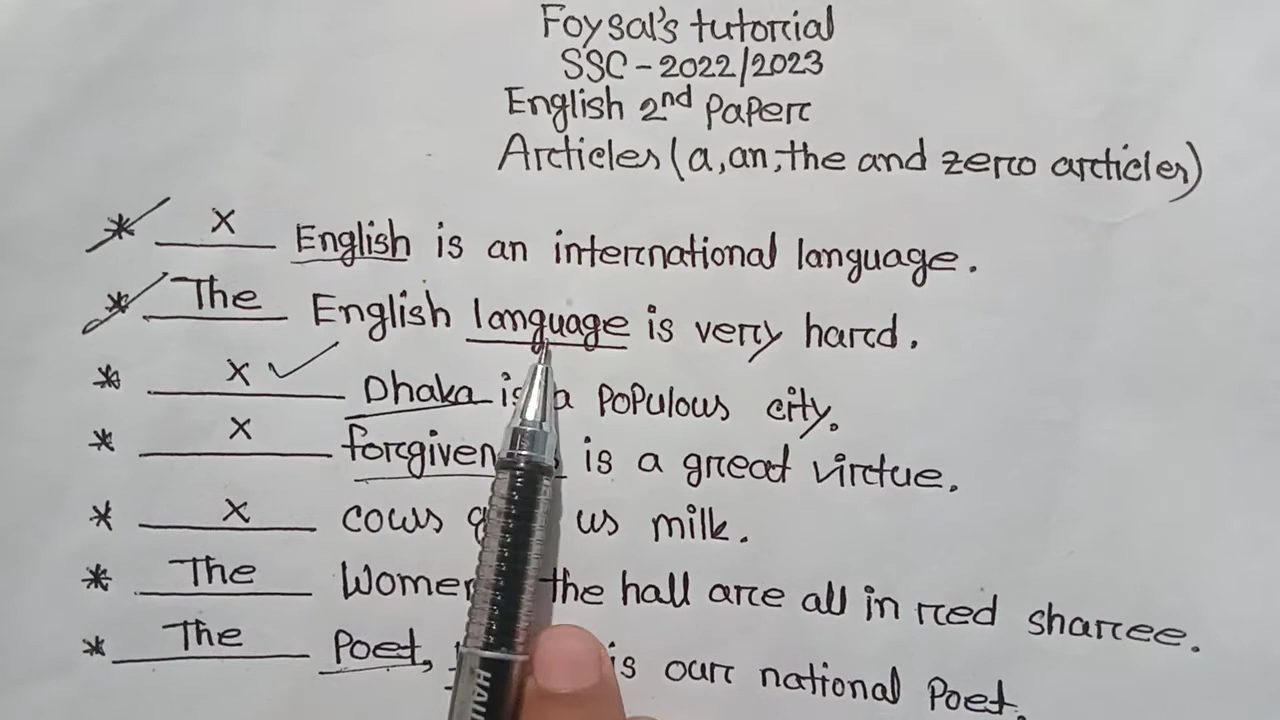 Foysal's tutorial
SSC - 2022/2023
English 2nd Paper
Articles (a, an, the and zero articles)
* x English is an international language.
* The English language is very hard.
* x ✓ Dhaka is a populous city.
* x forgiven is a great virtue.
* x cows us milk.
* The Women the hall are all in red sharee.
* The Poet, is our national Poet.